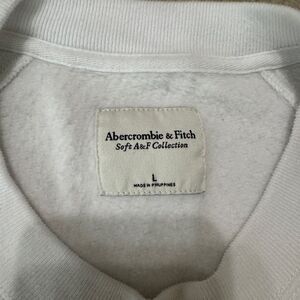 Abercrombie & Fitch
Soft A&F Collection
L
MADE IN PHILIPPINES